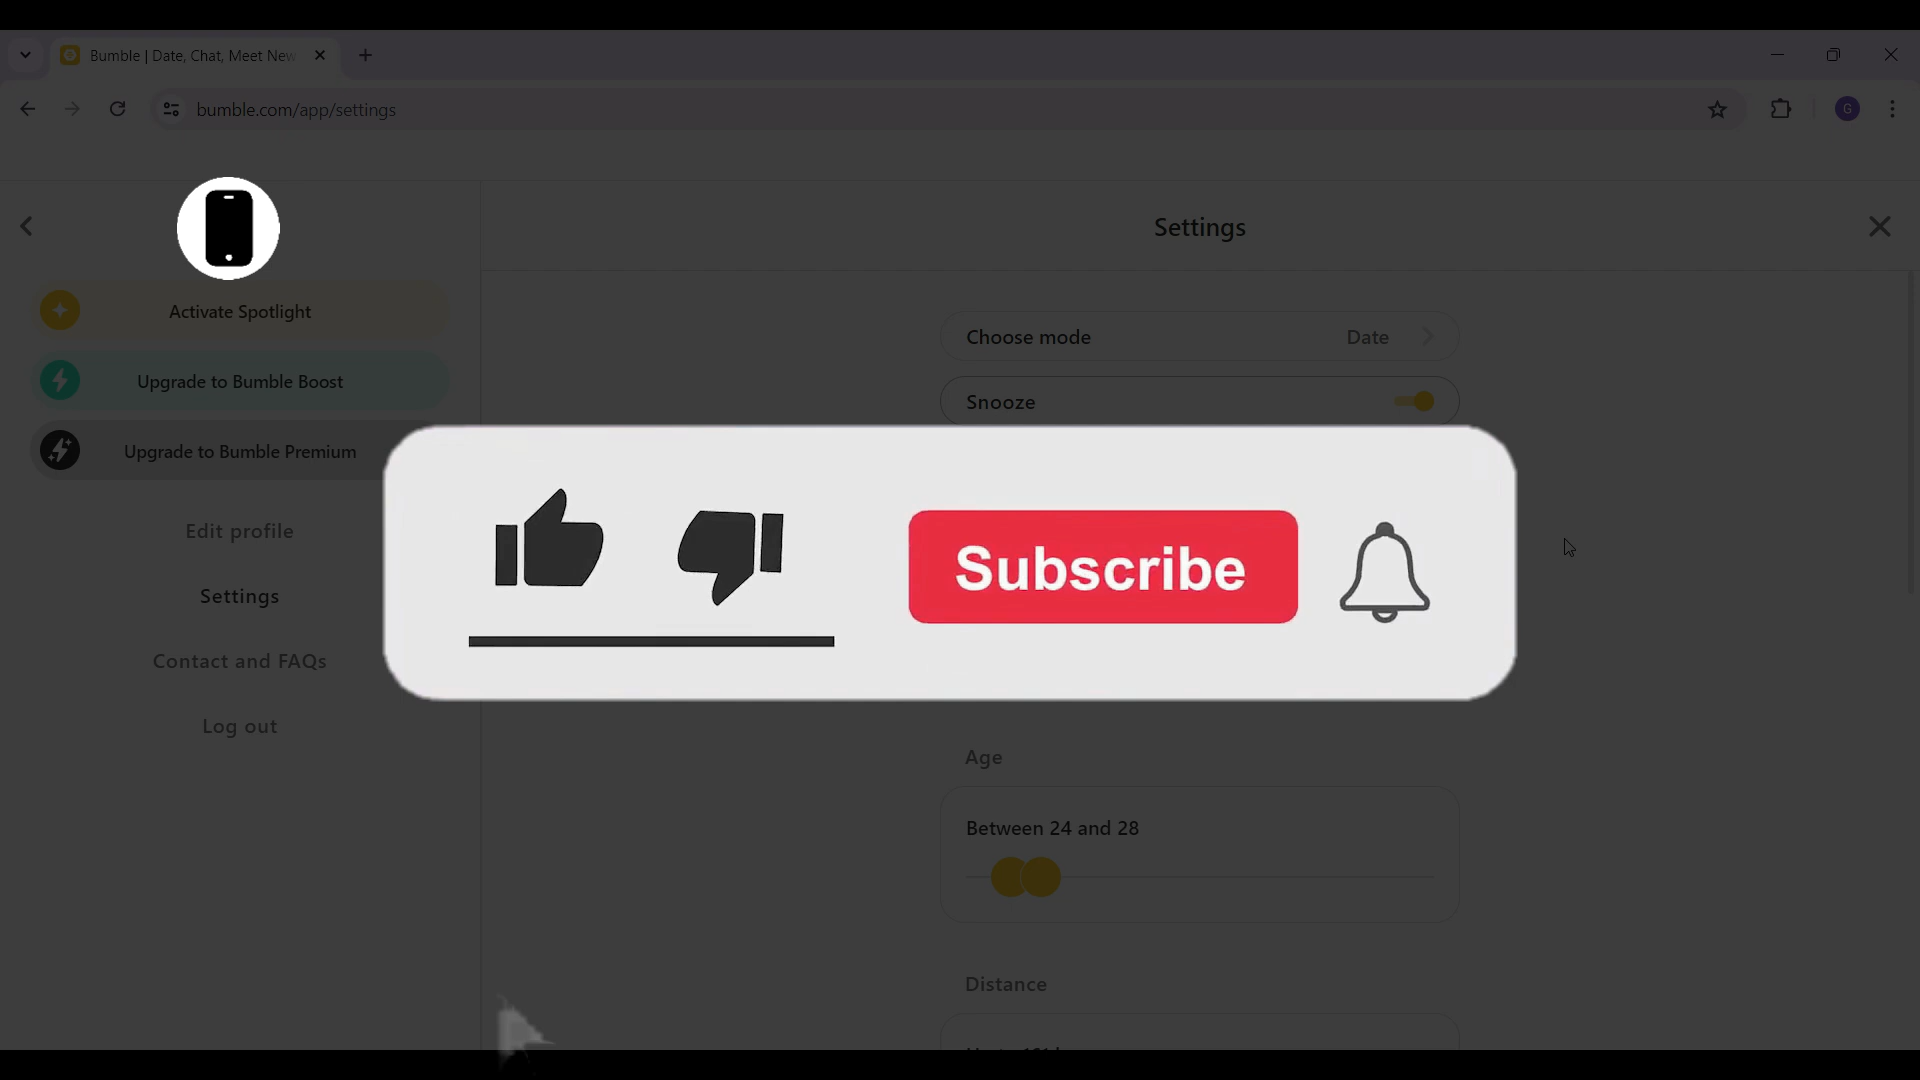 Bumble | Date, Chat, Meet New
bumble.com/app/settings
Settings
Activate Spotlight
Choose mode
Date
Upgrade to Bumble Boost
Snooze
Upgrade to Bumble Premium
Edit profile
Subscribe
Settings
Contact and FAQs
Log out
Age
Between 24 and 28
Distance
G